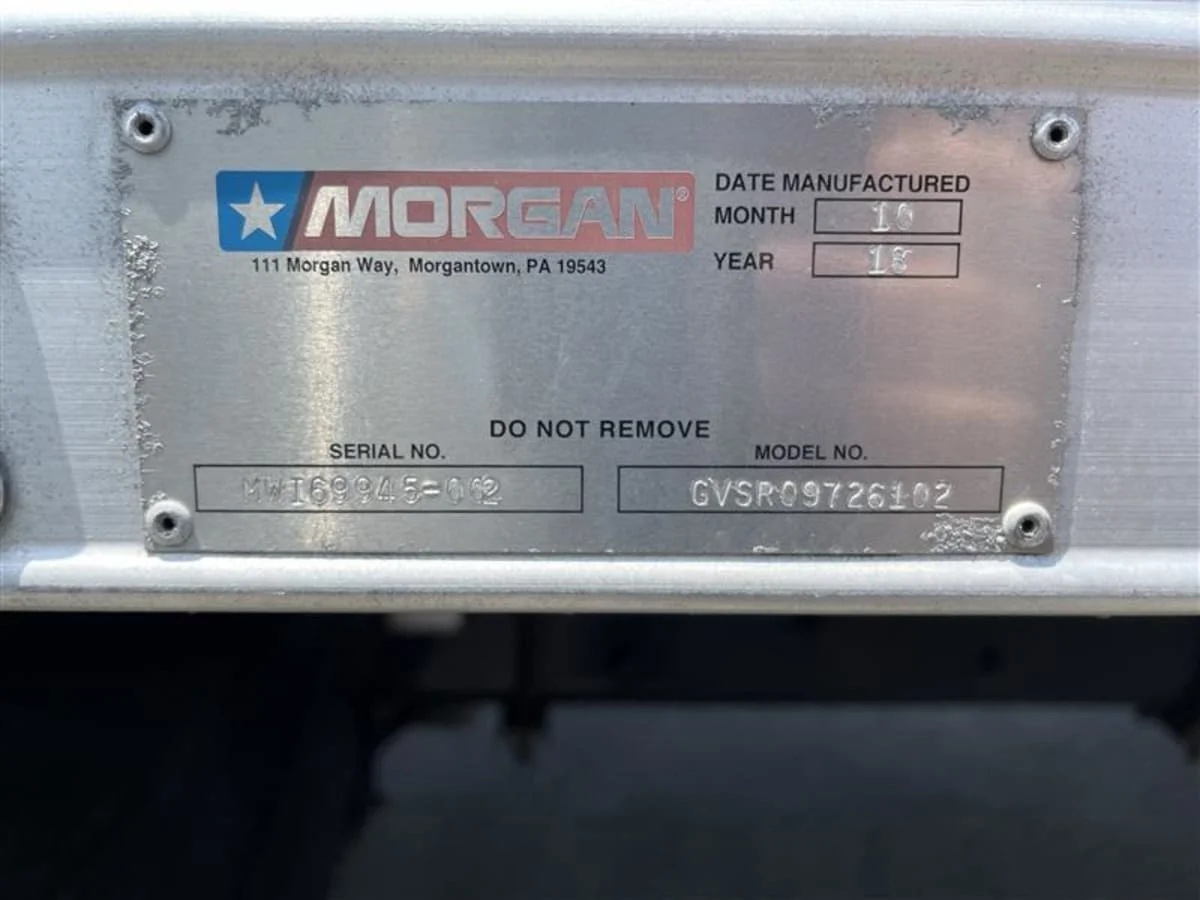 MORGAN®
111 Morgan Way, Morgantown, PA 19543
DATE MANUFACTURED
MONTH 10
YEAR 18
DO NOT REMOVE
SERIAL NO.
MWI69945-002
MODEL NO.
GVSR09726102